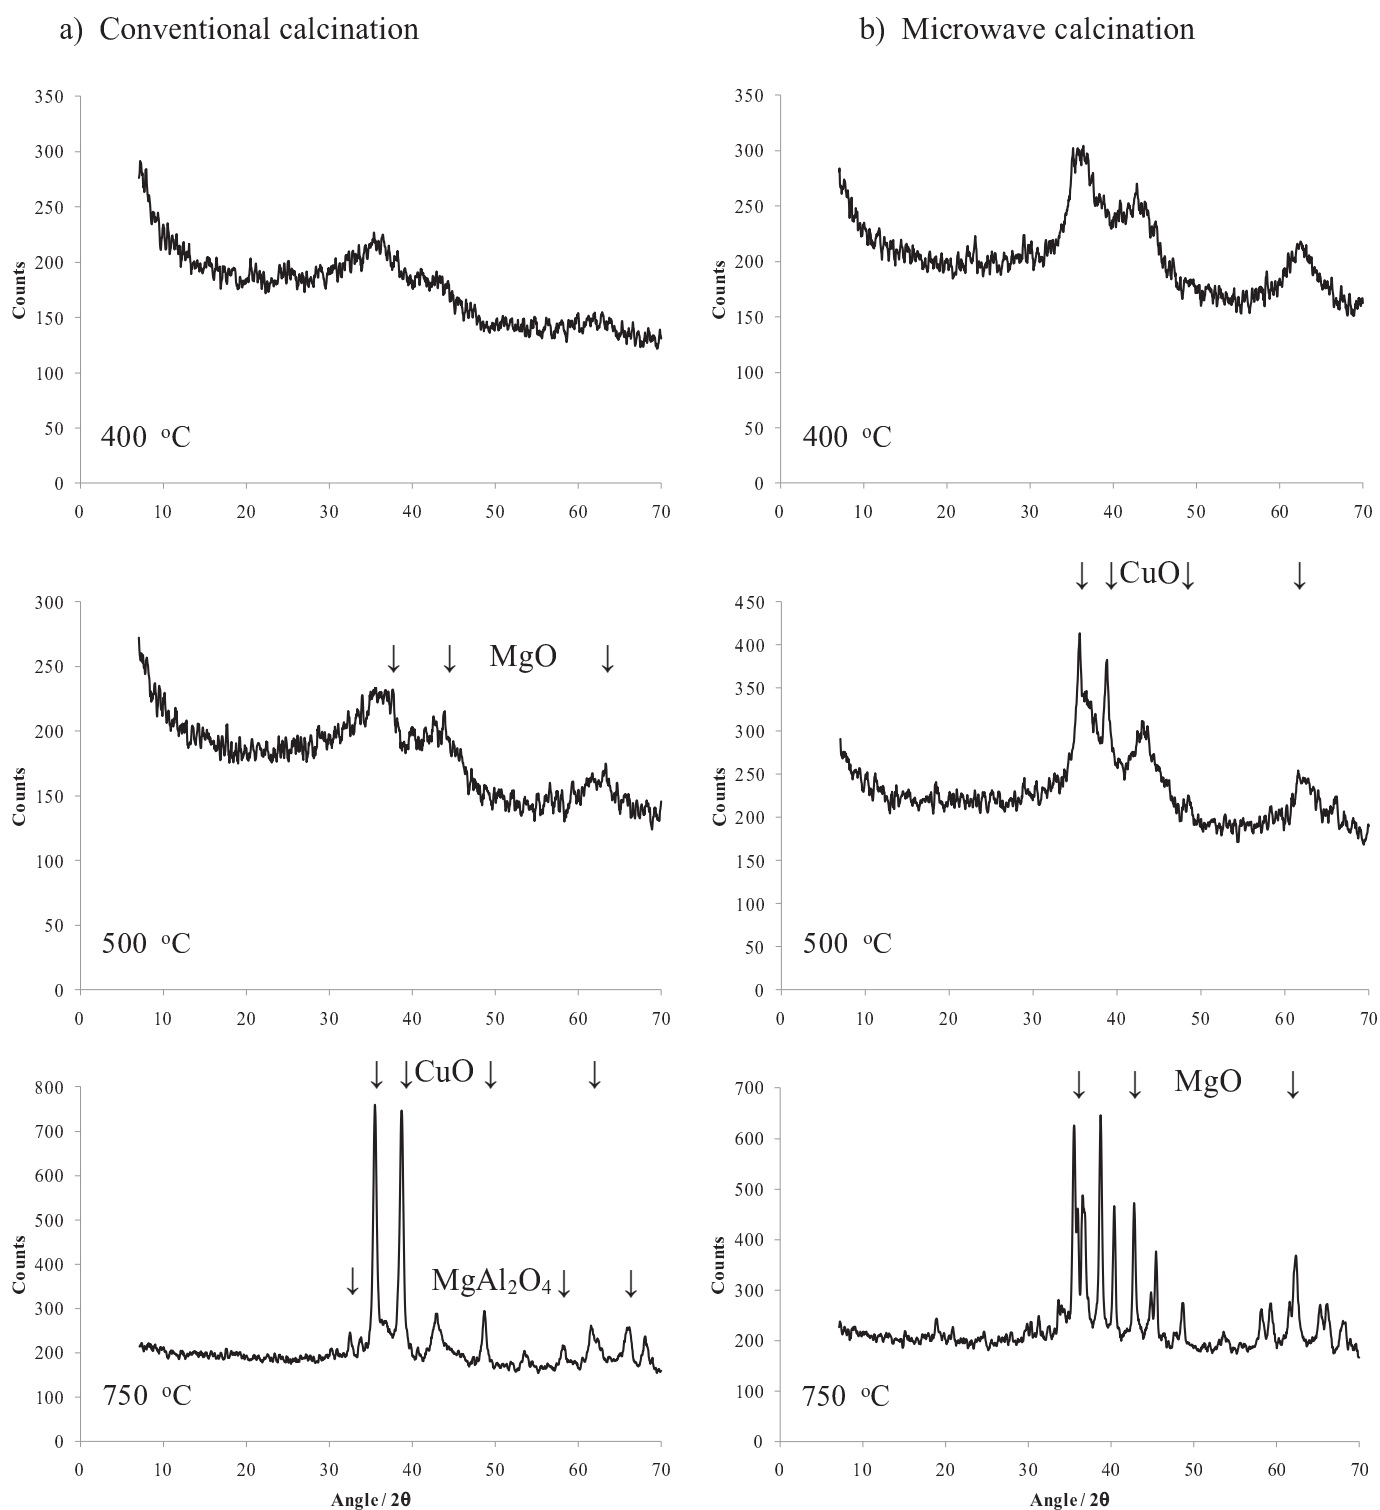 a) Conventional calcination
b) Microwave calcination
350
300
250
200
150
100
50
0
Counts
400 °C
0 10 20 30 40 50 60 70
350
300
250
200
150
100
50
0
Counts
400 °C
0 10 20 30 40 50 60 70
300
250
200
150
100
50
0
Counts
↓ ↓ MgO ↓
500 °C
0 10 20 30 40 50 60 70
↓ ↓CuO↓ ↓
450
400
350
300
250
200
150
100
50
0
Counts
500 °C
0 10 20 30 40 50 60 70
↓ ↓CuO ↓ ↓
800
700
600
500
400
300
200
100
0
Counts
↓ MgAl₂O₄ ↓ ↓
750 °C
0 10 20 30 40 50 60 70
Angle / 2θ
↓ ↓ MgO ↓
700
600
500
400
300
200
100
0
Counts
750 °C
0 10 20 30 40 50 60 70
Angle / 2θ